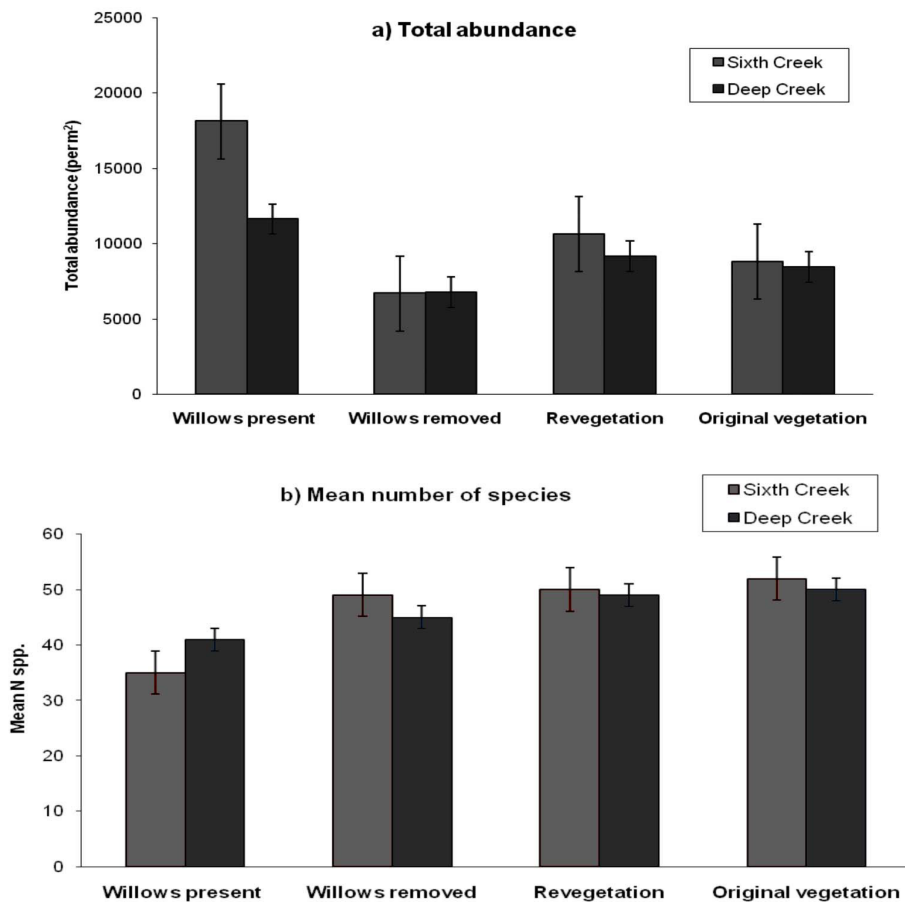 a) Total abundance
Sixth Creek
Deep Creek
Total abundance (per m²)
25000
20000
15000
10000
5000
0
Willows present Willows removed Revegetation Original vegetation
b) Mean number of species
Sixth Creek
Deep Creek
Mean N spp.
60
50
40
30
20
10
0
Willows present Willows removed Revegetation Original vegetation